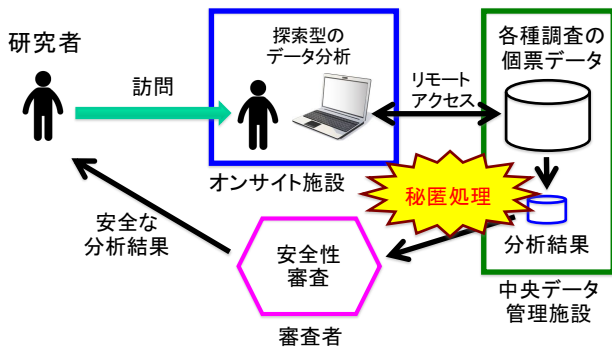 研究者
訪問
探索型の
データ分析
オンサイト施設
リモート
アクセス
各種調査の
個票データ
秘匿処理
分析結果
中央データ
管理施設
安全性
審査
審査者
安全な
分析結果